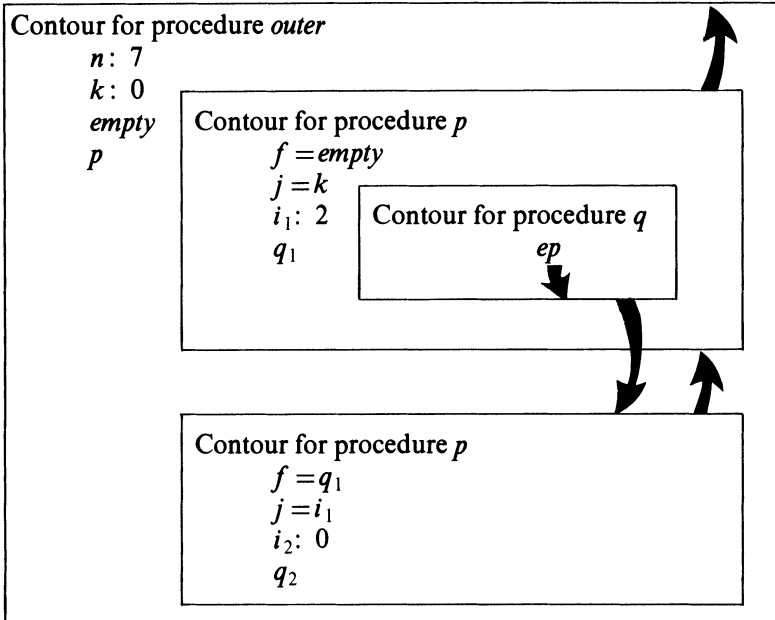 Contour for procedure outer
n: 7
k: 0
empty
p
Contour for procedure p
f = empty
j = k
i₁: 2
q₁
Contour for procedure q
ep
Contour for procedure p
f = q₁
j = i₁
i₂: 0
q₂